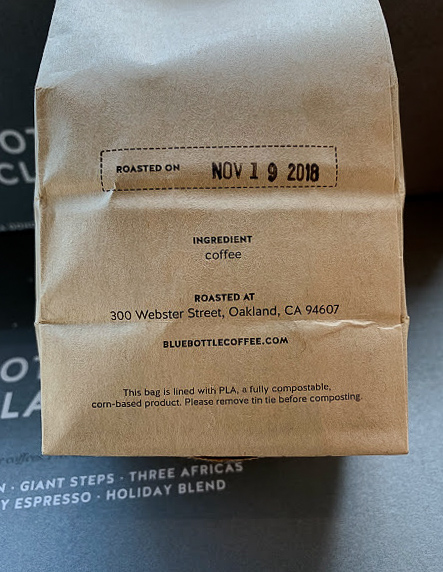 ROASTED ON NOV 19 2018
INGREDIENT
coffee
ROASTED AT
300 Webster Street, Oakland, CA 94607
BLUEBOTTLECOFFEE.COM
This bag is lined with PLA, a fully compostable,
corn-based product. Please remove tin tie before composting.
· GIANT STEPS · THREE AFRICAS
ESPRESSO · HOLIDAY BLEND